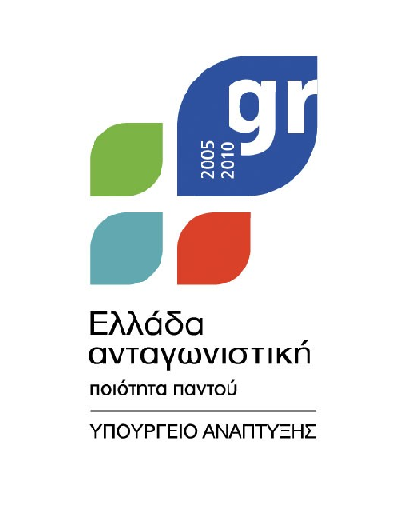 gr
2005
2010
Ελλάδα
ανταγωνιστική
ποιότητα παντού
ΥΠΟΥΡΓΕΙΟ ΑΝΑΠΤΥΞΗΣ